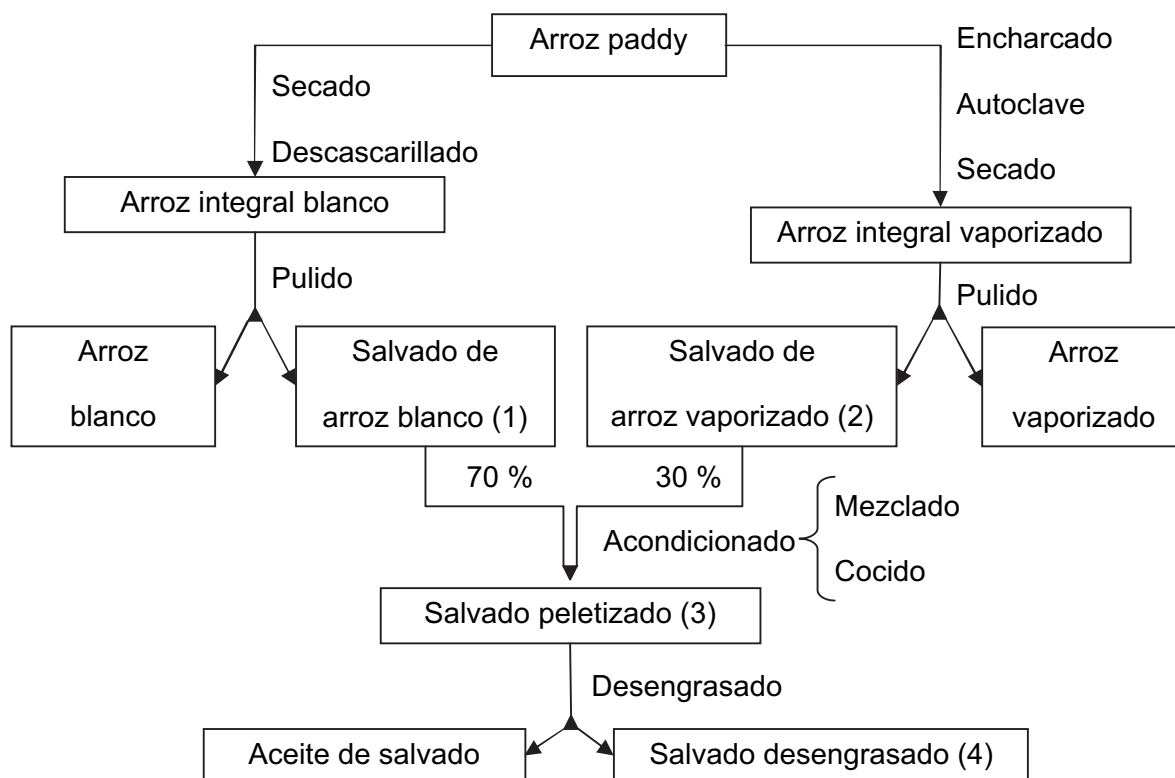 Arroz paddy
Encharcado
Secado
Autoclave
Descascarillado
Secado
Arroz integral blanco
Arroz integral vaporizado
Pulido
Pulido
Arroz
blanco
Salvado de
arroz blanco (1)
Salvado de
arroz vaporizado (2)
Arroz
vaporizado
70 %
30 %
Acondicionado
Mezclado
Cocido
Salvado peletizado (3)
Desengrasado
Aceite de salvado
Salvado desengrasado (4)